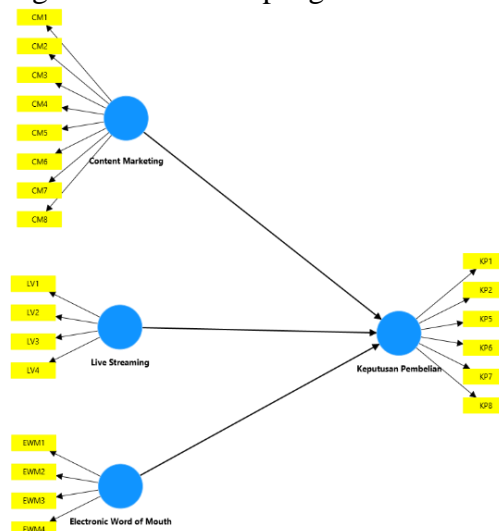 CM1
CM2
CM3
CM4
CM5
CM6
CM7
CM8
Content Marketing
LV1
LV2
LV3
LV4
Live Streaming
EWM1
EWM2
EWM3
EWM4
Electronic Word of Mouth
KP1
KP2
KP5
KP6
KP7
KP8
Keputusan Pembelian